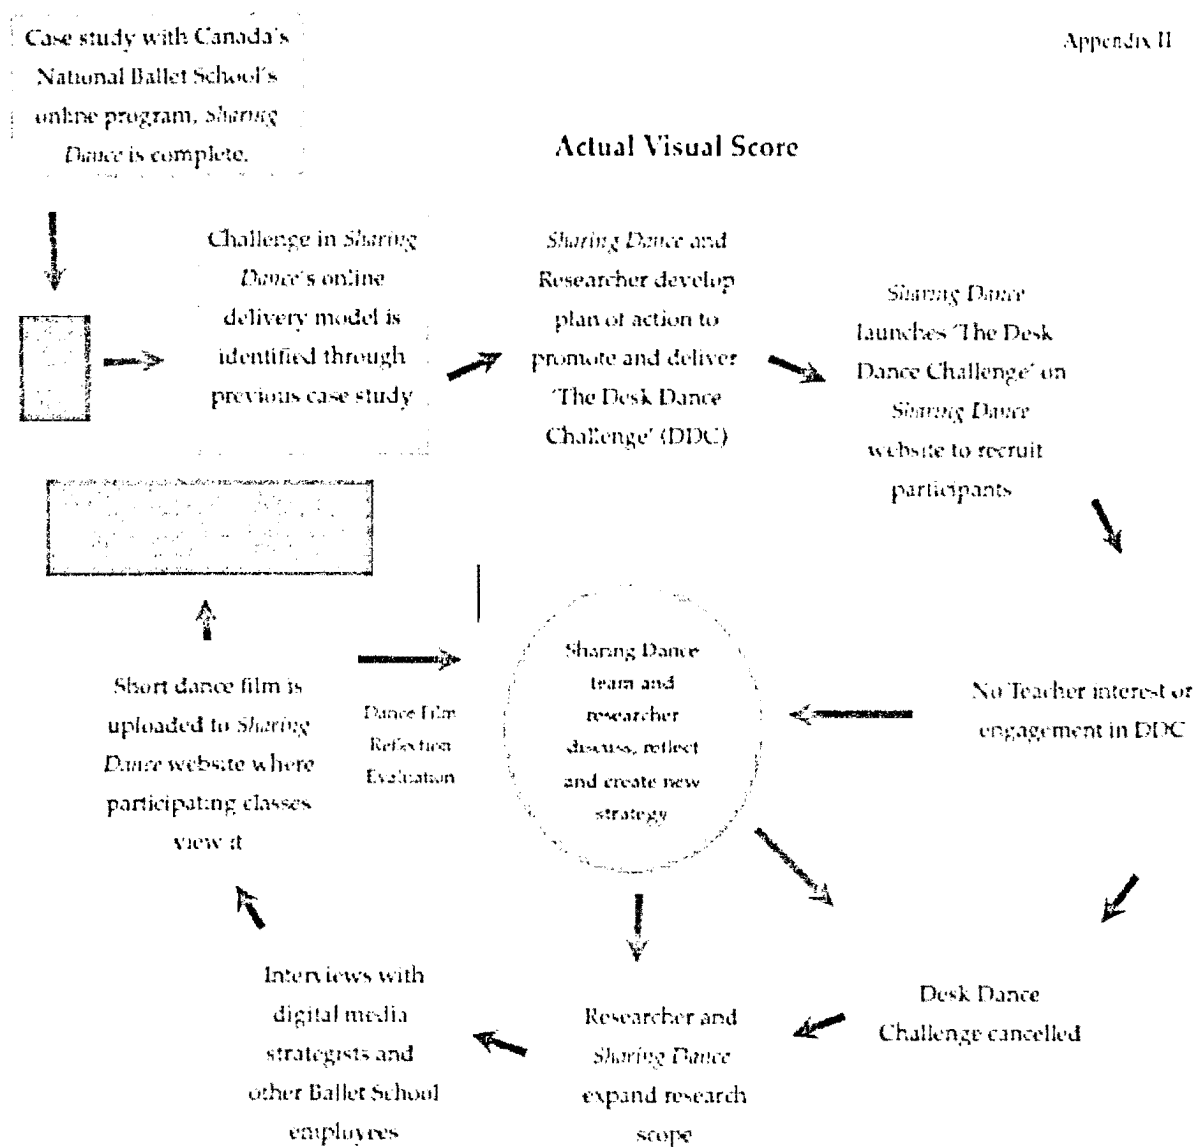 Case study with Canada's
National Ballet School's
online program, Sharing
Dance is complete.
Appendix II
Actual Visual Score
Challenge in Sharing
Dance's online
delivery model is
identified through
previous case study
Sharing Dance and
Researcher develop
plan of action to
promote and deliver
'The Desk Dance
Challenge' (DDC)
Sharing Dance
launches 'The Desk
Dance Challenge' on
Sharing Dance
website to recruit
participants
No Teacher interest or
engagement in DDC
Sharing Dance
team and
researcher
discuss, reflect
and create new
strategy
Dance Film
Reflection
Evaluation
Short dance film is
uploaded to Sharing
Dance website where
participating classes
view it
Desk Dance
Challenge cancelled
Researcher and
Sharing Dance
expand research
scope
Interviews with
digital media
strategists and
other Ballet School
employees